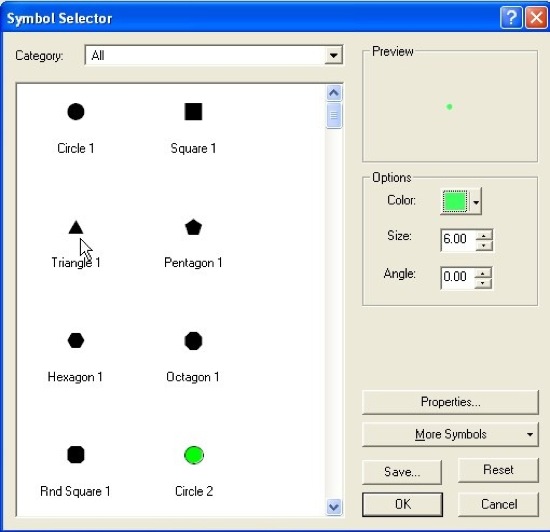 Symbol Selector
Category: All
Circle 1
Square 1
Triangle 1
Pentagon 1
Hexagon 1
Octagon 1
Rnd Square 1
Circle 2
Preview
Options
Color:
Size: 6.00
Angle: 0.00
Properties...
More Symbols
Save...
Reset
OK
Cancel